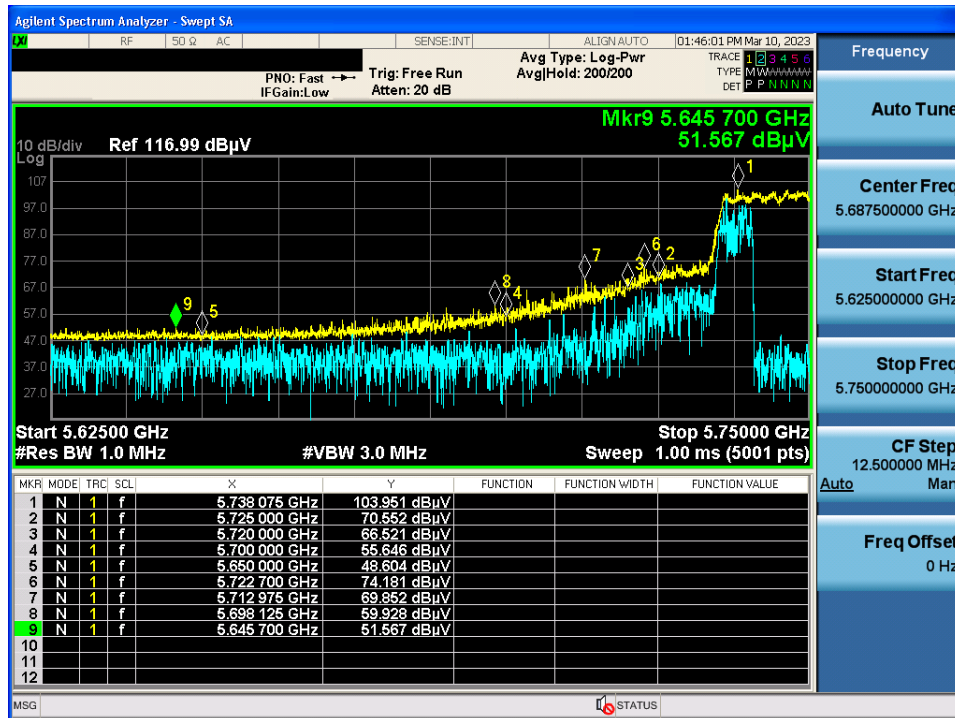 Agilent Spectrum Analyzer - Swept SA
LXI RF 50 Ω AC SENSE:INT ALIGN AUTO 01:46:01 PM Mar 10, 2023
Frequency
PNO: Fast
IFGain:Low
Trig: Free Run
Atten: 20 dB
Avg Type: Log-Pwr
Avg|Hold: 200/200
TRACE 1 2 3 4 5 6
TYPE MWWWWW
DET P P N N N N
Auto Tune
Mkr9 5.645 700 GHz
51.567 dBµV
10 dB/div Ref 116.99 dBµV
Log
107
97.0
87.0
77.0
67.0
57.0
47.0
37.0
27.0
1
2
3
4
5
6
7
8
9
Start 5.62500 GHz Stop 5.75000 GHz
#Res BW 1.0 MHz #VBW 3.0 MHz Sweep 1.00 ms (5001 pts)
Center Freq
5.687500000 GHz
Start Freq
5.625000000 GHz
Stop Freq
5.750000000 GHz
CF Step
12.500000 MHz
Auto Man
Freq Offset
0 Hz
MKR MODE TRC SCL X Y FUNCTION FUNCTION WIDTH FUNCTION VALUE
1 N 1 f 5.738 075 GHz 103.951 dBµV
2 N 1 f 5.725 000 GHz 70.552 dBµV
3 N 1 f 5.720 000 GHz 66.521 dBµV
4 N 1 f 5.700 000 GHz 55.646 dBµV
5 N 1 f 5.650 000 GHz 48.604 dBµV
6 N 1 f 5.722 700 GHz 74.181 dBµV
7 N 1 f 5.712 975 GHz 69.852 dBµV
8 N 1 f 5.698 125 GHz 59.928 dBµV
9 N 1 f 5.645 700 GHz 51.567 dBµV
10
11
12
MSG STATUS